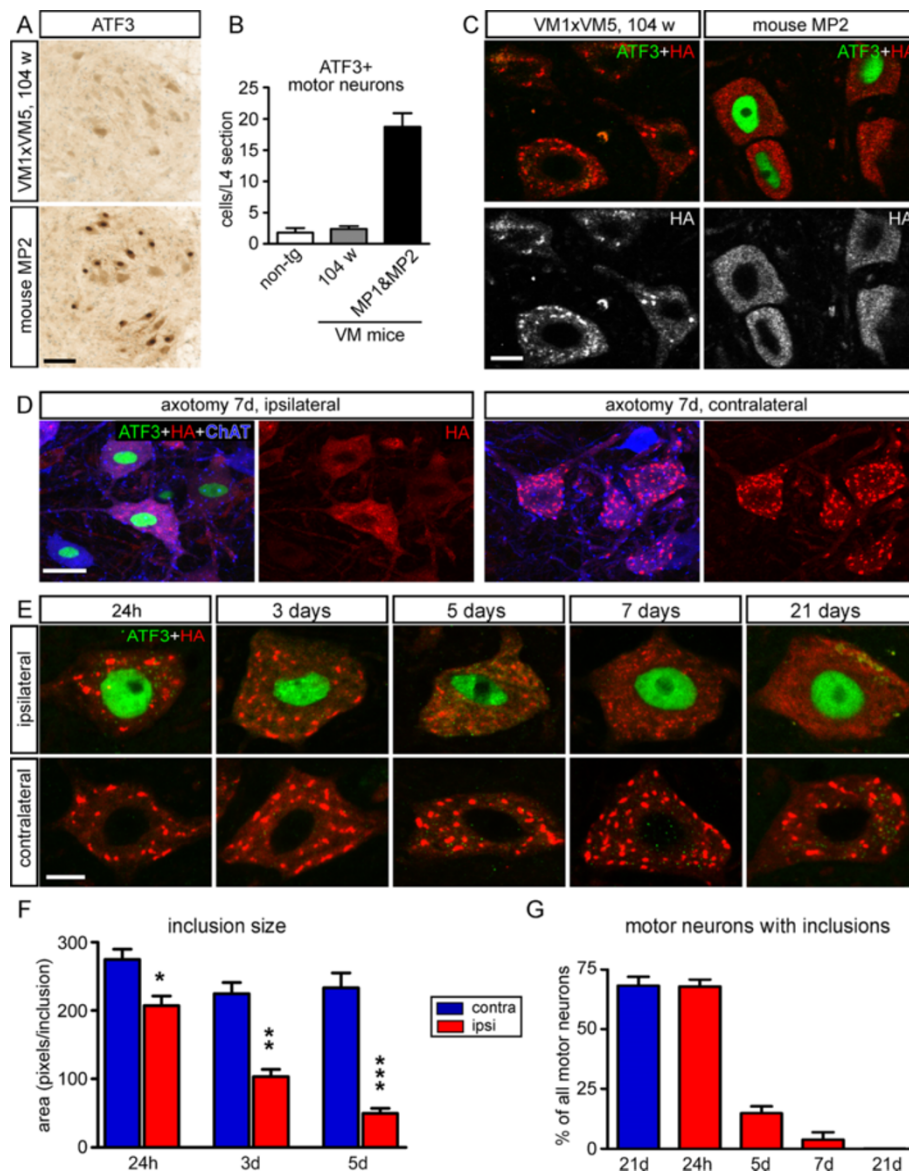 A
ATF3
VM1xVM5, 104 w
mouse MP2
B
ATF3+
motor neurons
cells/L4 section
25
20
15
10
5
0
non-tg
104 w
MP1&MP2
VM mice
C
VM1xVM5, 104 w
mouse MP2
ATF3+HA
ATF3+HA
HA
HA
D
axotomy 7d, ipsilateral
axotomy 7d, contralateral
ATF3+HA+ChAT
HA
HA
E
24h
3 days
5 days
7 days
21 days
ATF3+HA
ipsilateral
contralateral
F
inclusion size
area (pixels/inclusion)
300
200
100
0
*
**
***
24h
3d
5d
contra
ipsi
G
motor neurons with inclusions
% of all motor neurons
75
50
25
0
21d
24h
5d
7d
21d